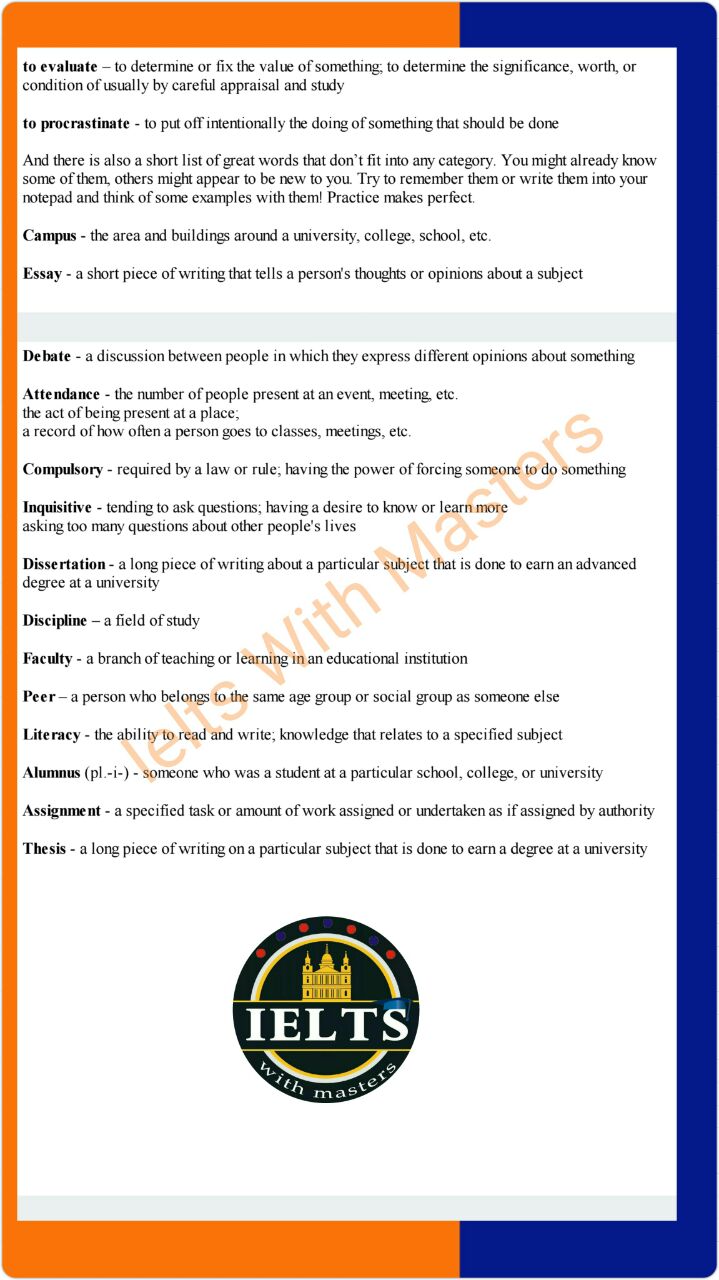 to evaluate – to determine or fix the value of something; to determine the significance, worth, or
condition of usually by careful appraisal and study
to procrastinate - to put off intentionally the doing of something that should be done
And there is also a short list of great words that don’t fit into any category. You might already know
some of them, others might appear to be new to you. Try to remember them or write them into your
notepad and think of some examples with them! Practice makes perfect.
Campus - the area and buildings around a university, college, school, etc.
Essay - a short piece of writing that tells a person's thoughts or opinions about a subject
Debate - a discussion between people in which they express different opinions about something
Attendance - the number of people present at an event, meeting, etc.
the act of being present at a place;
a record of how often a person goes to classes, meetings, etc.
Compulsory - required by a law or rule; having the power of forcing someone to do something
Inquisitive - tending to ask questions; having a desire to know or learn more
asking too many questions about other people's lives
Dissertation - a long piece of writing about a particular subject that is done to earn an advanced
degree at a university
Discipline – a field of study
Faculty - a branch of teaching or learning in an educational institution
Peer – a person who belongs to the same age group or social group as someone else
Literacy - the ability to read and write; knowledge that relates to a specified subject
Alumnus (pl.-i-) - someone who was a student at a particular school, college, or university
Assignment - a specified task or amount of work assigned or undertaken as if assigned by authority
Thesis - a long piece of writing on a particular subject that is done to earn a degree at a university
Ielts With Masters
IELTS
with masters